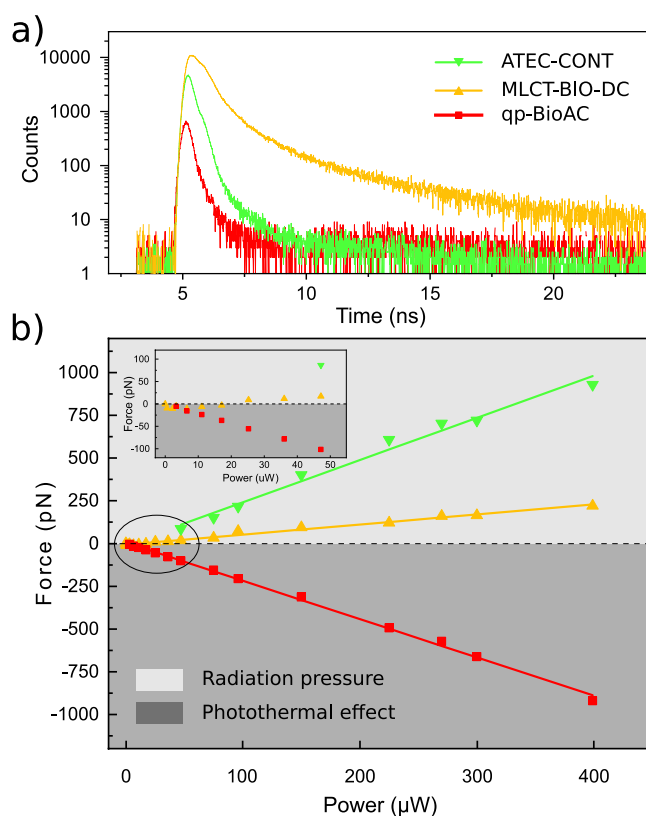 a)
Counts
10000
1000
100
10
1
ATEC-CONT
MLCT-BIO-DC
qp-BioAC
5
10
15
20
Time (ns)
b)
Force (pN)
1000
750
500
250
0
-250
-500
-750
-1000
Force (pN)
100
50
0
-50
-100
0 10 20 30 40 50
Power (uW)
Radiation pressure
Photothermal effect
0
100
200
300
400
Power (μW)